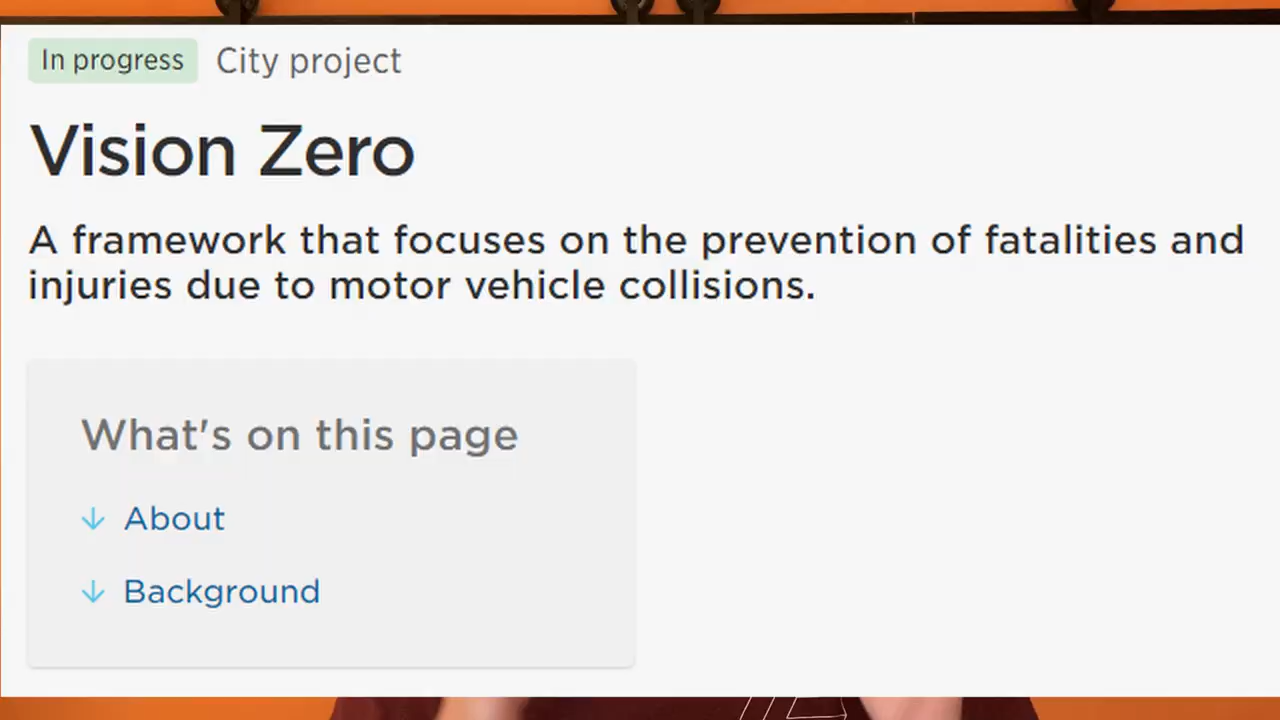 In progress City project
Vision Zero
A framework that focuses on the prevention of fatalities and
injuries due to motor vehicle collisions.
What's on this page
↓ About
↓ Background